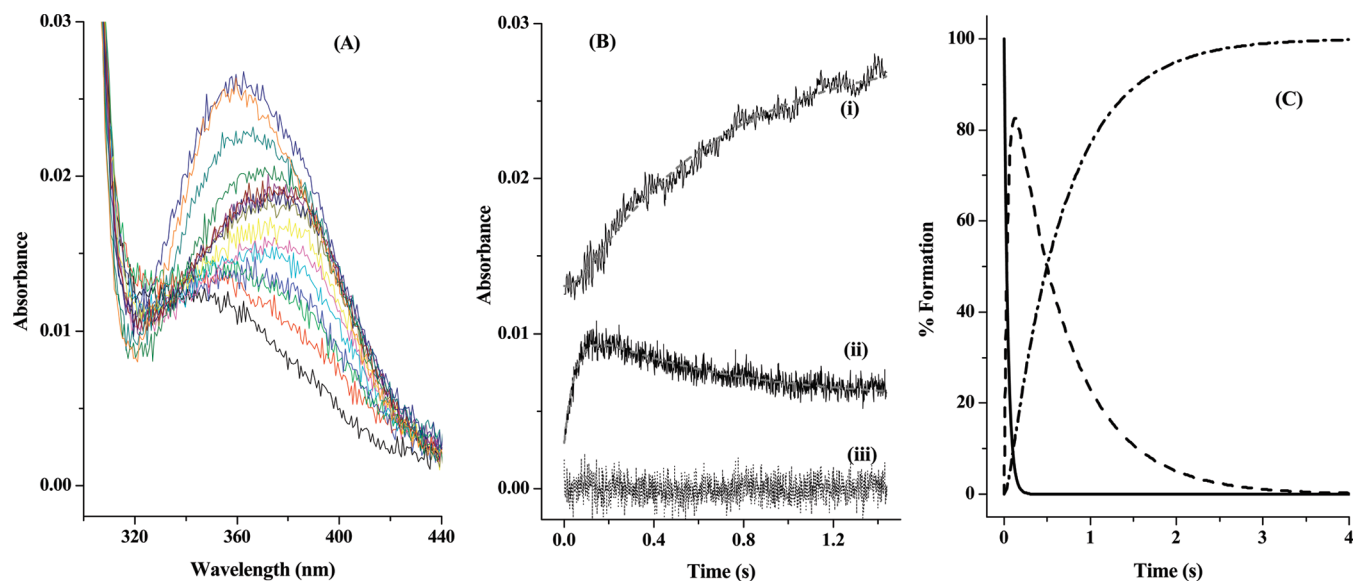 (A)
0.03
0.02
0.01
0.00
Absorbance
320 360 400 440
Wavelength (nm)
(B)
0.03
0.02
0.01
0.00
Absorbance
(i)
(ii)
(iii)
0.0 0.4 0.8 1.2
Time (s)
(C)
100
80
60
40
20
0
% Formation
0 1 2 3 4
Time (s)